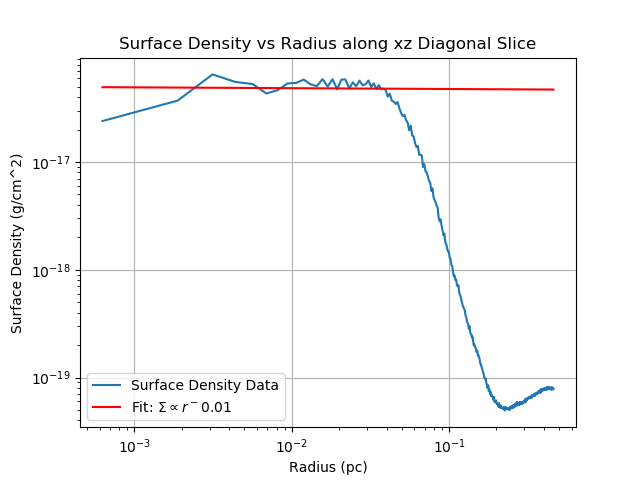 Surface Density vs Radius along xz Diagonal Slice
Surface Density (g/cm^2)
10⁻¹⁷
10⁻¹⁸
10⁻¹⁹
Surface Density Data
Fit: Σ ∝ r⁻0.01
10⁻³
10⁻²
10⁻¹
Radius (pc)